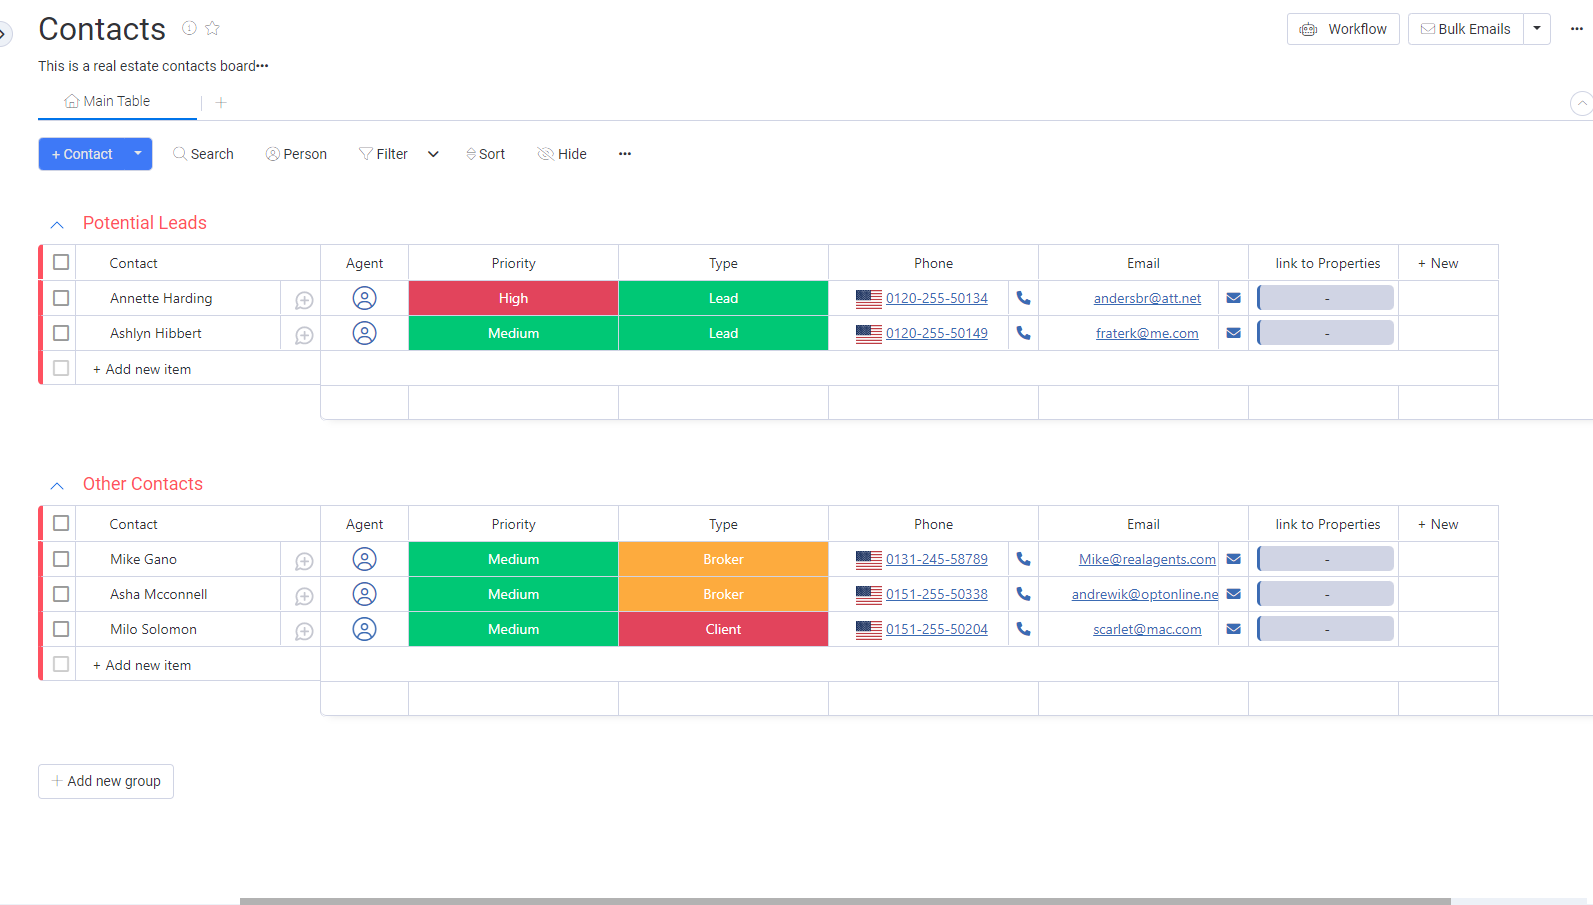 Contacts
Workflow
Bulk Emails
This is a real estate contacts board•••
Main Table
+
+ Contact
Search
Person
Filter
Sort
Hide
Potential Leads
Contact Agent Priority Type Phone Email link to Properties + New
Annette Harding High Lead 0120-255-50134 andersbr@att.net -
Ashlyn Hibbert Medium Lead 0120-255-50149 fraterk@me.com -
+ Add new item
Other Contacts
Contact Agent Priority Type Phone Email link to Properties + New
Mike Gano Medium Broker 0131-245-58789 Mike@realagents.com -
Asha Mcconnell Medium Broker 0151-255-50338 andrewik@optonline.ne -
Milo Solomon Medium Client 0151-255-50204 scarlet@mac.com -
+ Add new item
+ Add new group